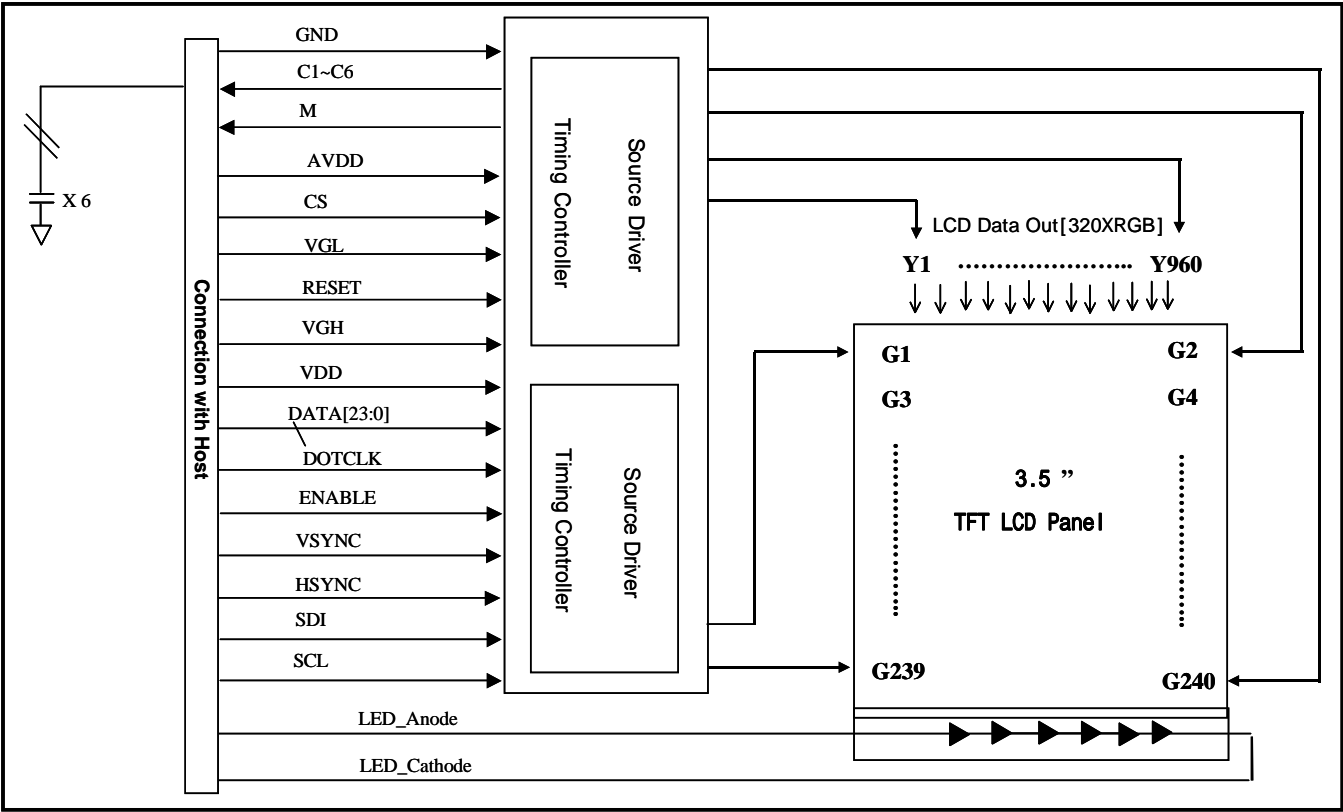 GND
C1~C6
M
AVDD
CS
VGL
RESET
VGH
VDD
DATA[23:0]
DOTCLK
ENABLE
VSYNC
HSYNC
SDI
SCL
LED_Anode
LED_Cathode
X 6
Connection with Host
Source Driver
Timing Controller
Source Driver
Timing Controller
LCD Data Out[320XRGB]
Y1 ........................ Y960
G1 G2
G3 G4
3.5 ”
TFT LCD Panel
G239 G240